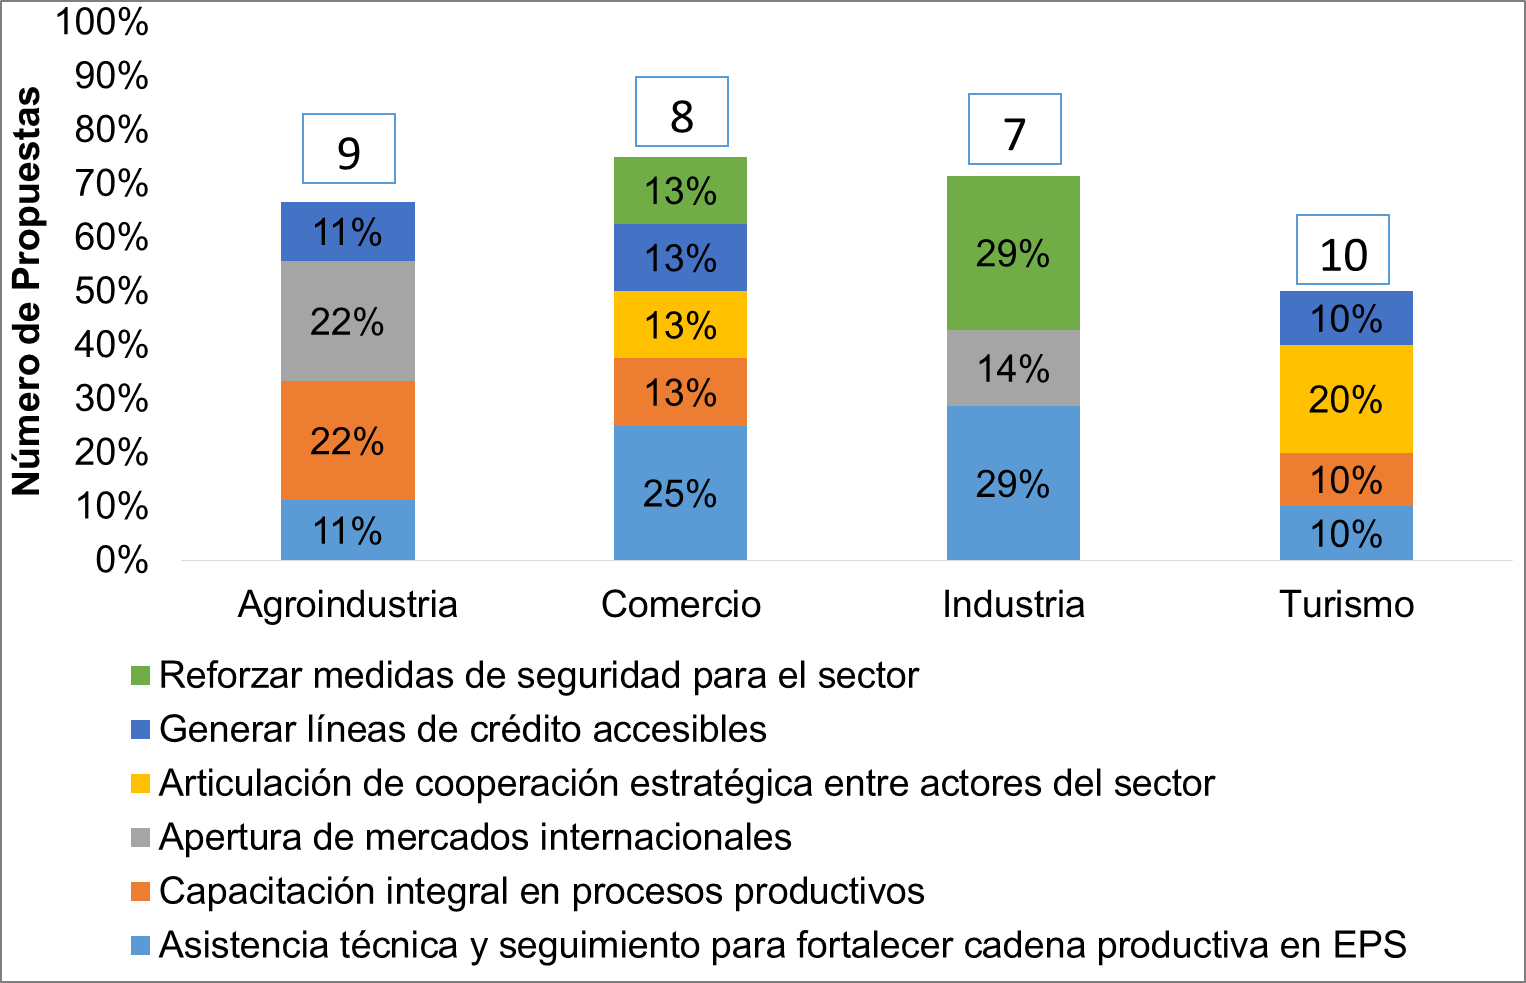 Número de Propuestas
100%
90%
80%
70%
60%
50%
40%
30%
20%
10%
0%
9
11%
22%
22%
11%
8
13%
13%
13%
13%
25%
7
29%
14%
29%
10
10%
20%
10%
10%
Agroindustria
Comercio
Industria
Turismo
Reforzar medidas de seguridad para el sector
Generar líneas de crédito accesibles
Articulación de cooperación estratégica entre actores del sector
Apertura de mercados internacionales
Capacitación integral en procesos productivos
Asistencia técnica y seguimiento para fortalecer cadena productiva en EPS